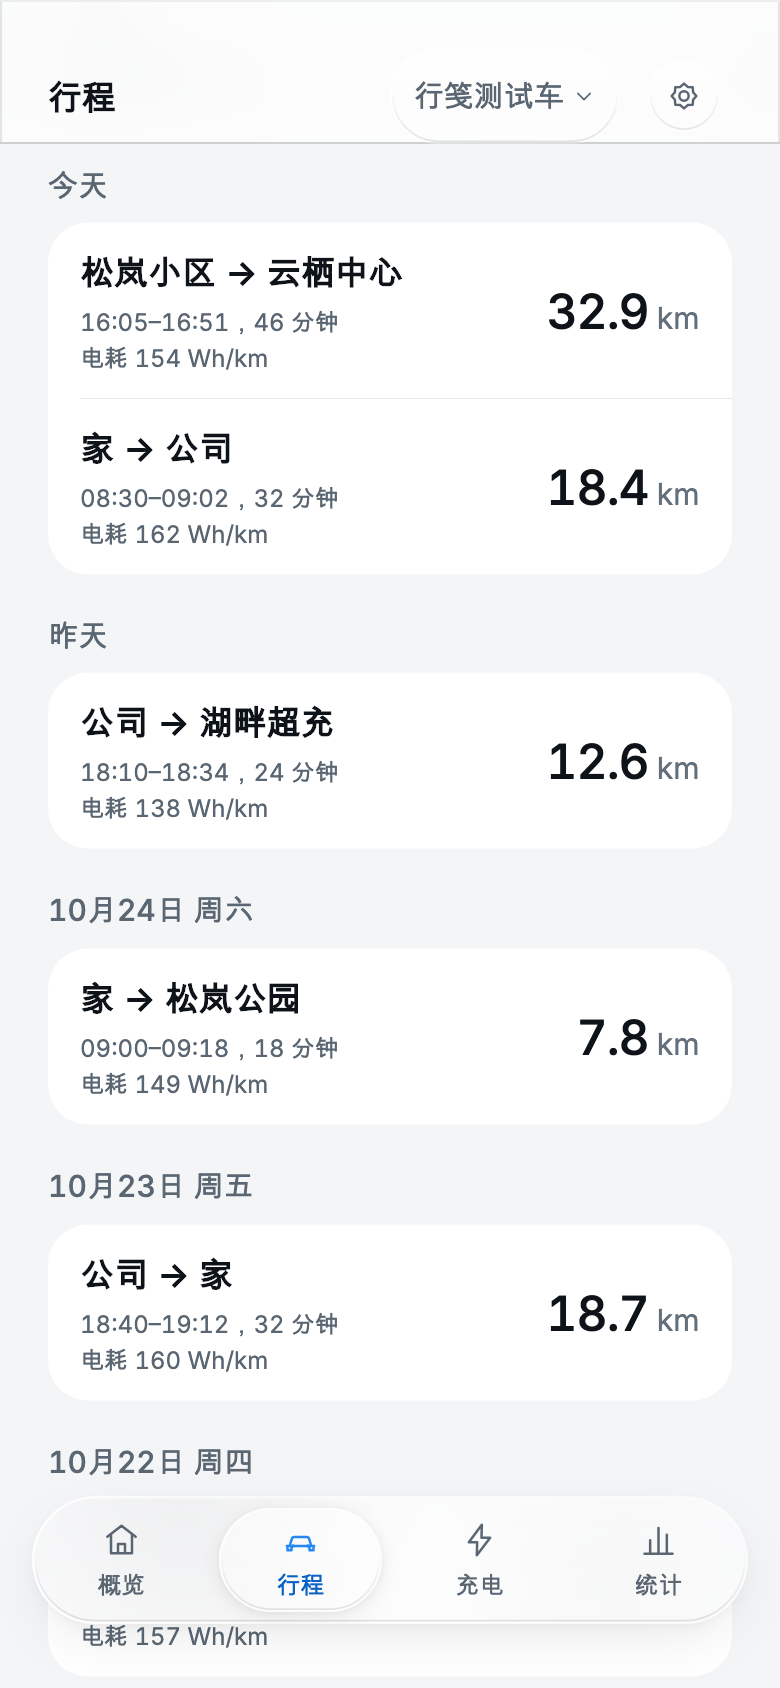 行程
行笺测试车
今天
松岚小区 → 云栖中心
16:05–16:51，46 分钟
电耗 154 Wh/km
32.9 km
家 → 公司
08:30–09:02，32 分钟
电耗 162 Wh/km
18.4 km
昨天
公司 → 湖畔超充
18:10–18:34，24 分钟
电耗 138 Wh/km
12.6 km
10月24日 周六
家 → 松岚公园
09:00–09:18，18 分钟
电耗 149 Wh/km
7.8 km
10月23日 周五
公司 → 家
18:40–19:12，32 分钟
电耗 160 Wh/km
18.7 km
10月22日 周四
概览
行程
充电
统计
电耗 157 Wh/km